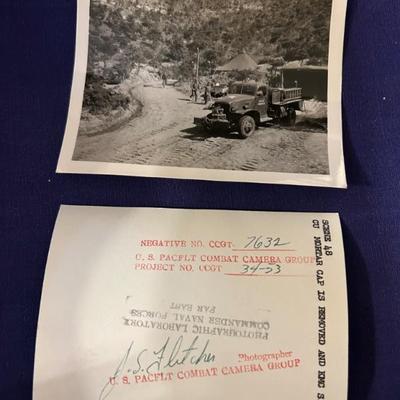 NEGATIVE NO. CCGT- 7632
U. S. PACFLT COMBAT CAMERA GROUP
PROJECT NO. CCGT 34-53
PHOTOGRAPHIC LABORATORY
COMMANDER NAVAL FORCES
FAR EAST
J. S. Fletcher Photographer
U. S. PACFLT COMBAT CAMERA GROUP
SCENE 48
CU MORTAR CAP IS REMOVED AND